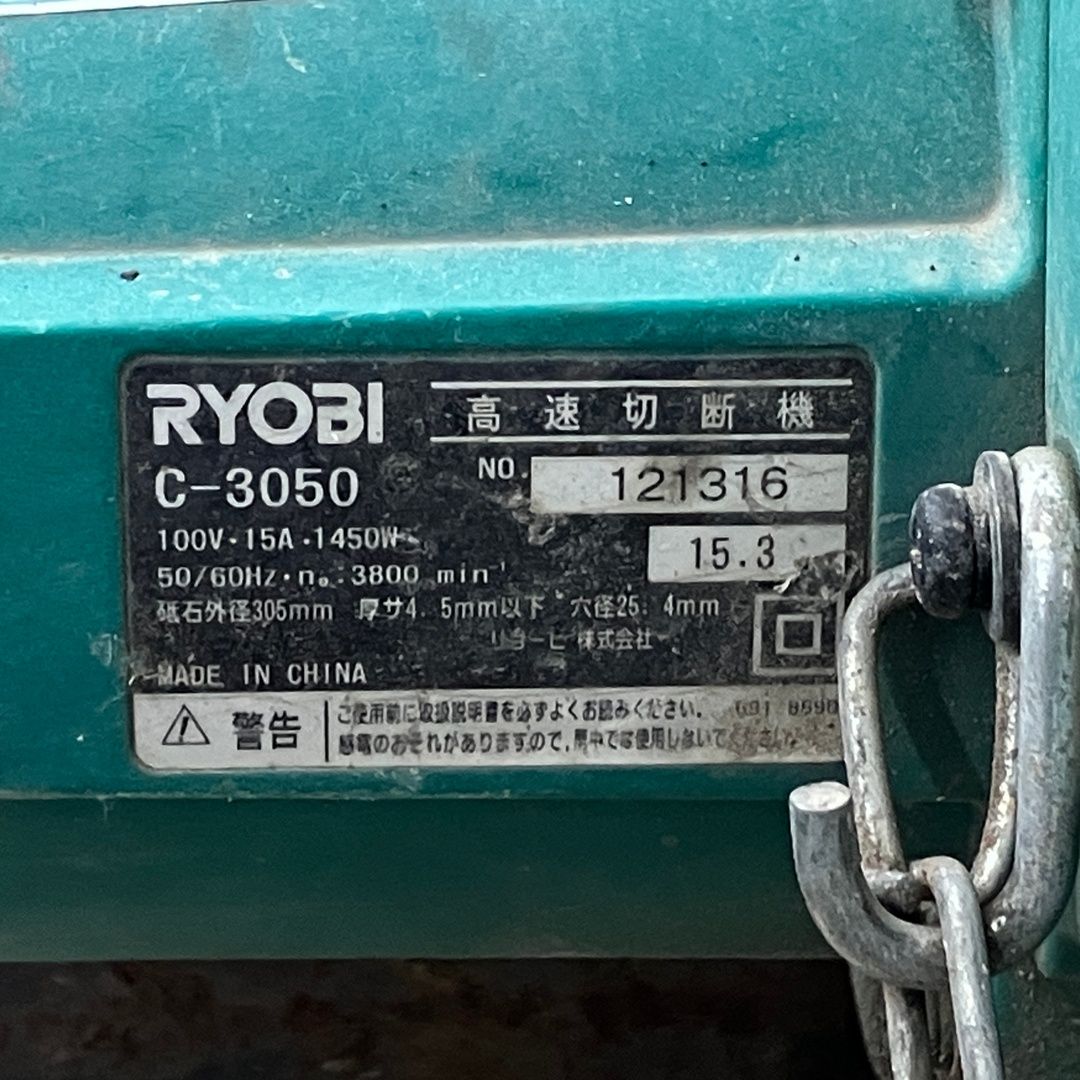 RYOBI 高速切断機
C-3050 NO. 121316
100V・15A・1450W
15.3
50/60Hz・n。:3800 min⁻¹
砥石外径305mm 厚サ4.5mm以下 穴径25.4mm
リョービ株式会社
MADE IN CHINA
⚠ 警告
ご使用前に取扱説明書を必ずよくお読みください。
感電のおそれがありますので、雨中では使用しないでください。